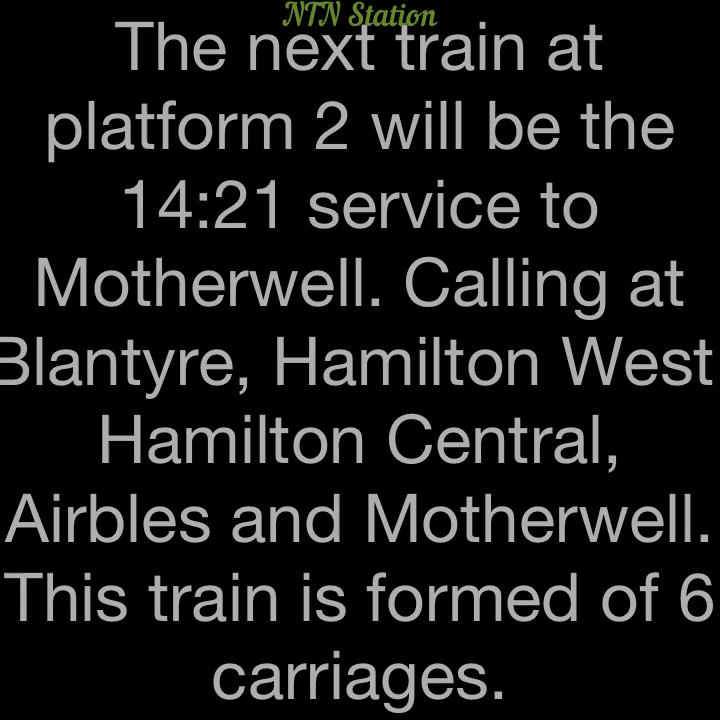 NTN Station
The next train at
platform 2 will be the
14:21 service to
Motherwell. Calling at
Blantyre, Hamilton West
Hamilton Central,
Airbles and Motherwell.
This train is formed of 6
carriages.